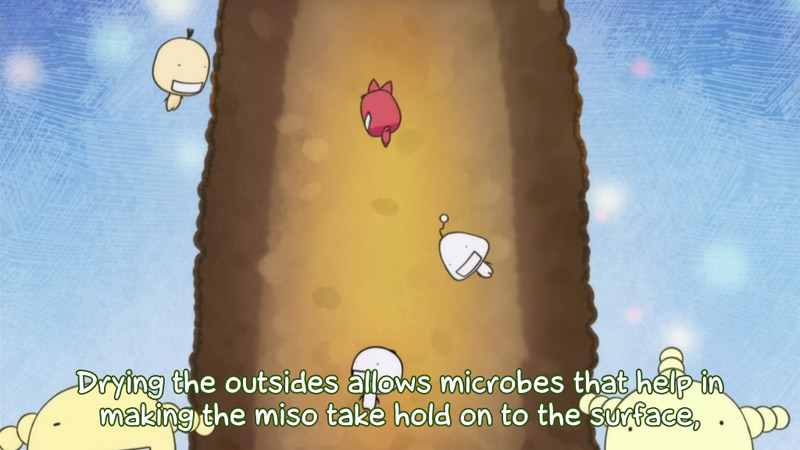 Drying the outsides allows microbes that help in
making the miso take hold on to the surface,